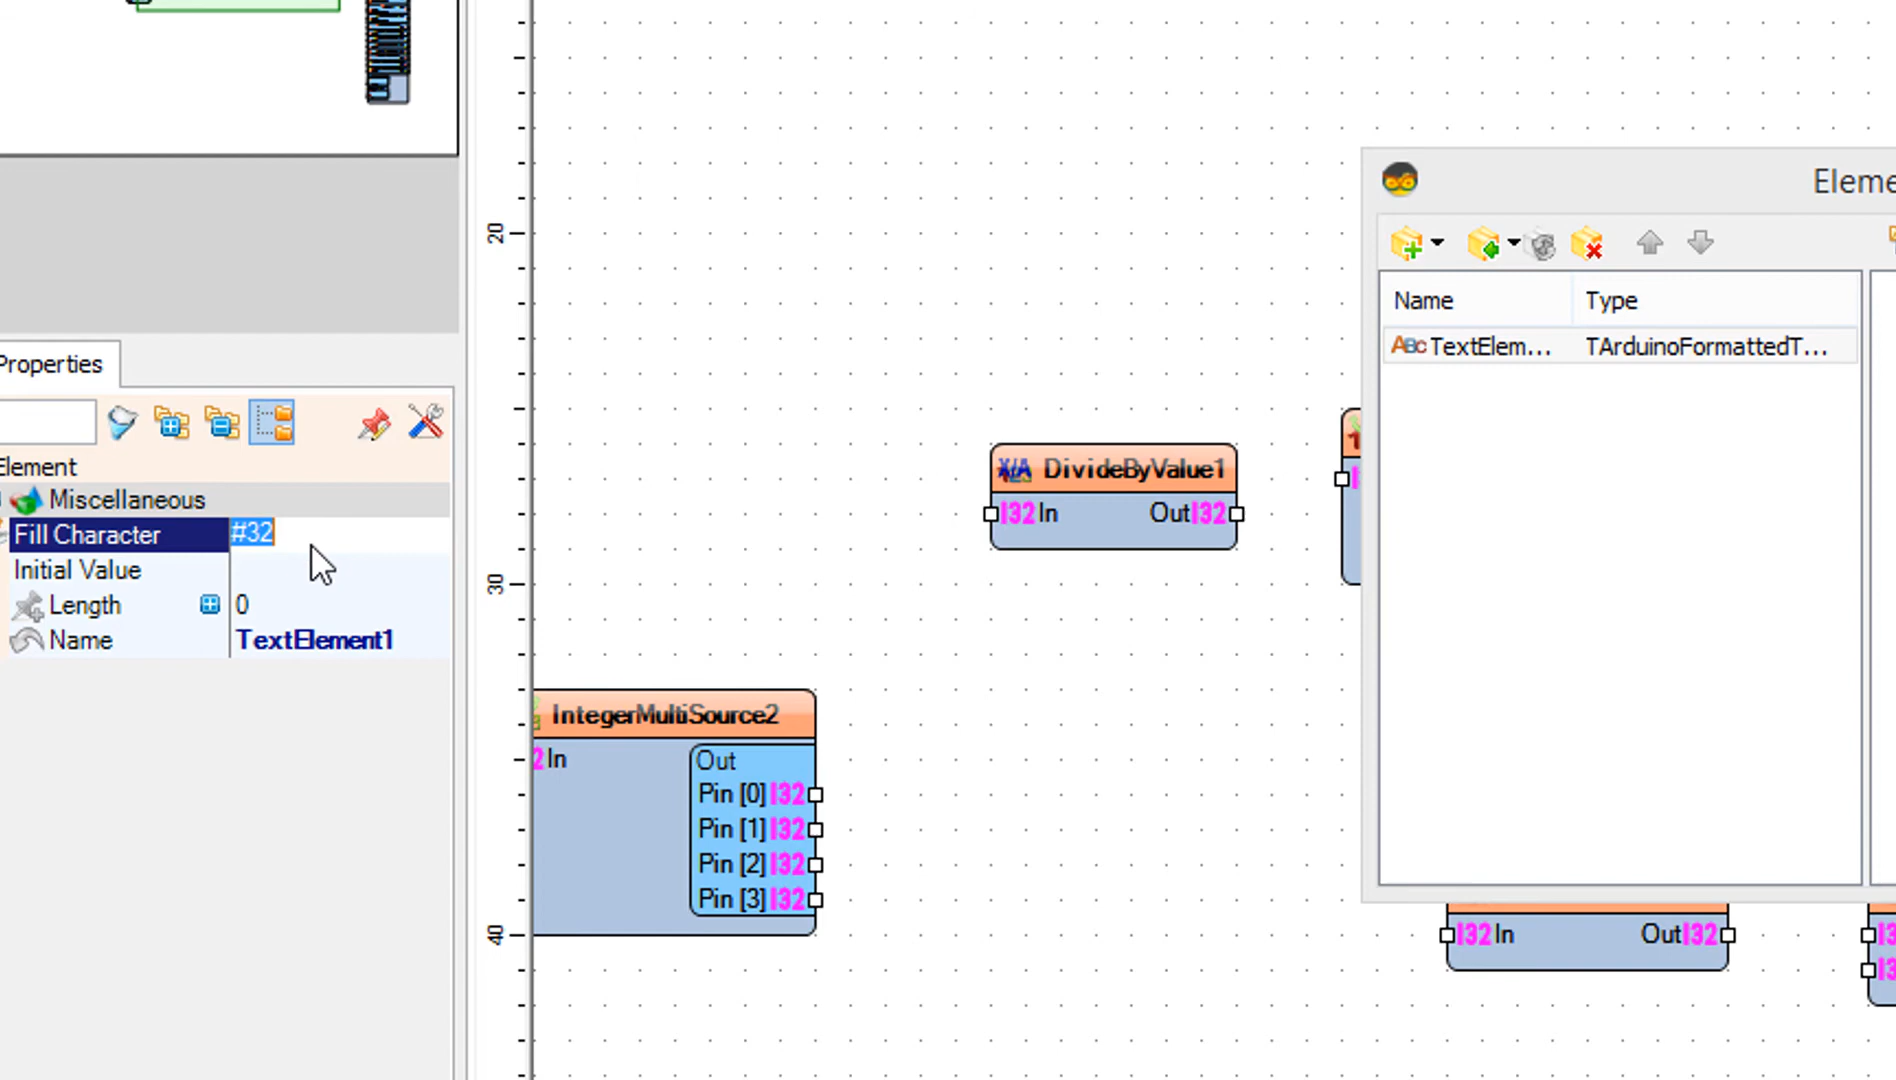 Eleme
Name Type
TextElem... TArduinoFormattedT...
Properties
Element
Miscellaneous
Fill Character #32
Initial Value
Length 0
Name TextElement1
20
30
40
DivideByValue1
I32 In Out I32
IntegerMultiSource2
2 In Out
Pin [0] I32
Pin [1] I32
Pin [2] I32
Pin [3] I32
I32 In Out I32